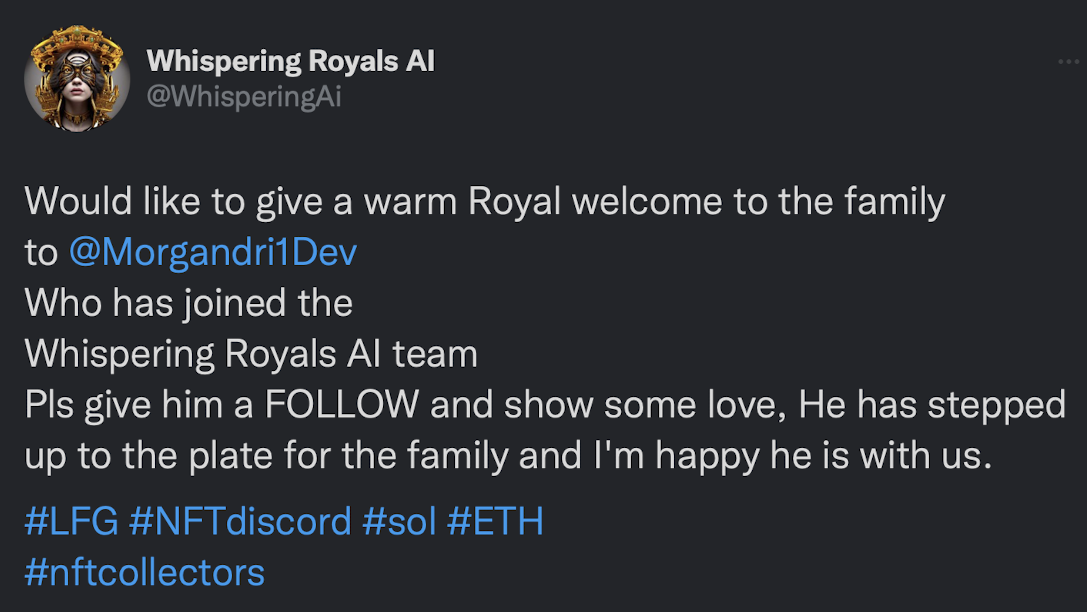 Whispering Royals AI
@WhisperingAi
Would like to give a warm Royal welcome to the family
to @Morgandri1Dev
Who has joined the
Whispering Royals AI team
Pls give him a FOLLOW and show some love, He has stepped
up to the plate for the family and I'm happy he is with us.
#LFG #NFTdiscord #sol #ETH
#nftcollectors